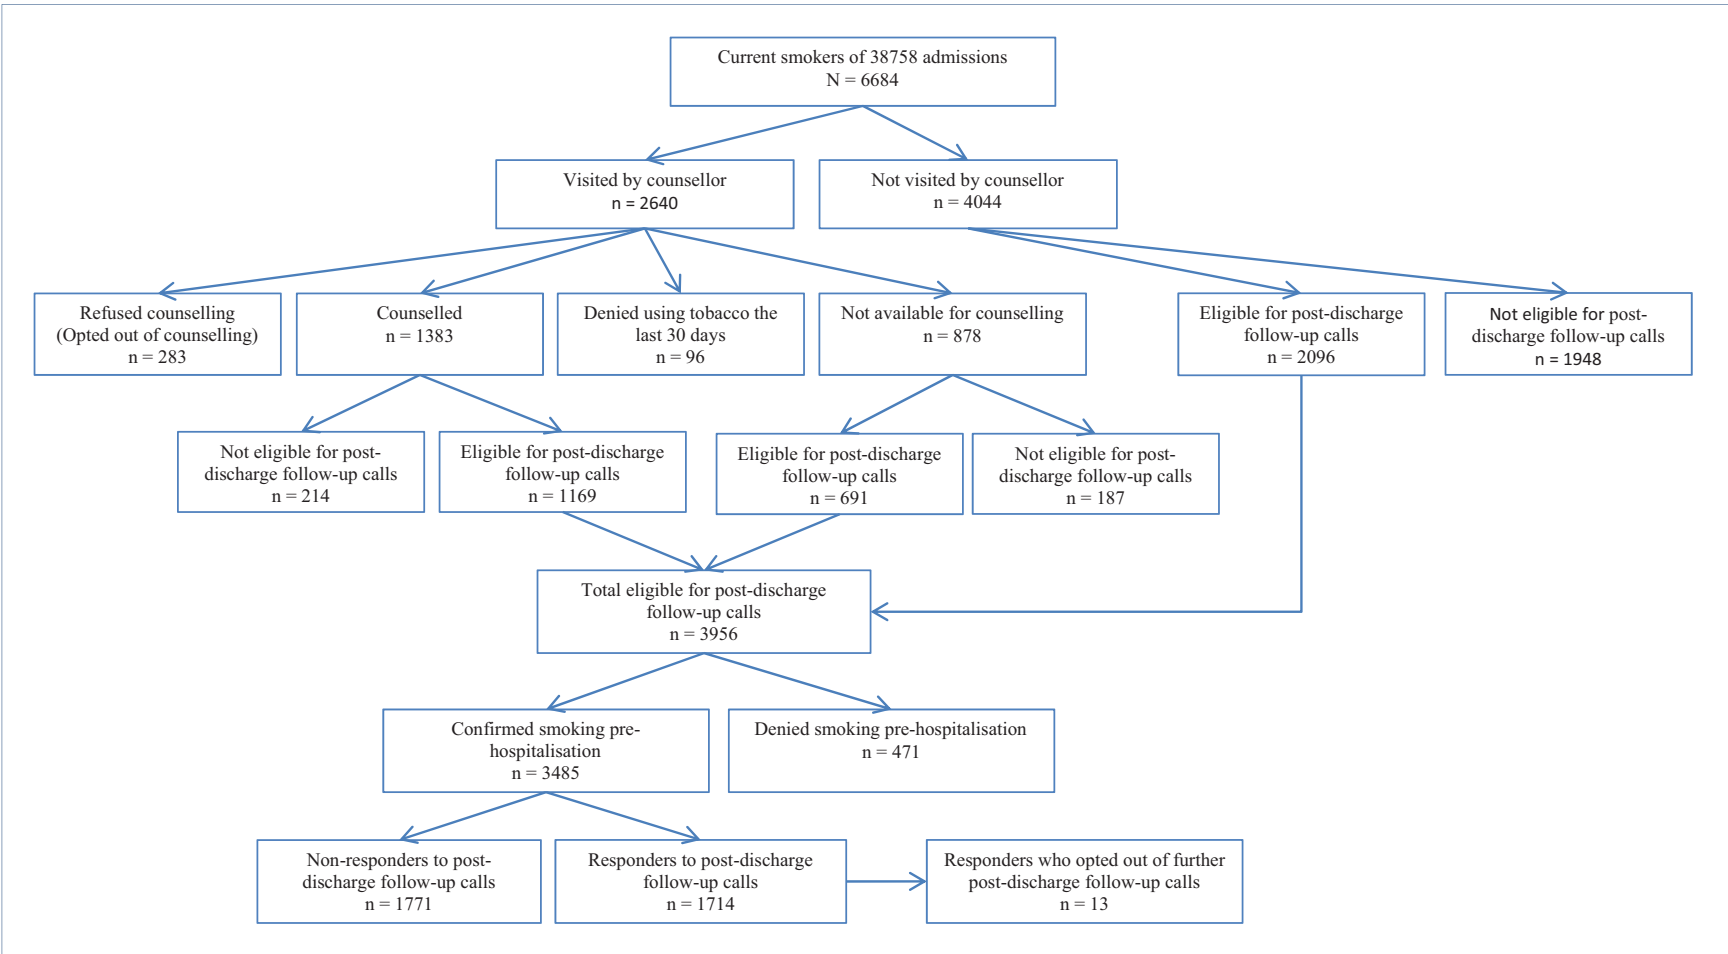 Current smokers of 38758 admissions
N = 6684
Visited by counsellor
n = 2640
Not visited by counsellor
n = 4044
Refused counselling
(Opted out of counselling)
n = 283
Counselled
n = 1383
Denied using tobacco the
last 30 days
n = 96
Not available for counselling
n = 878
Eligible for post-discharge
follow-up calls
n = 2096
Not eligible for post-
discharge follow-up calls
n = 1948
Not eligible for post-
discharge follow-up calls
n = 214
Eligible for post-discharge
follow-up calls
n = 1169
Eligible for post-discharge
follow-up calls
n = 691
Not eligible for post-
discharge follow-up calls
n = 187
Total eligible for post-discharge
follow-up calls
n = 3956
Confirmed smoking pre-
hospitalisation
n = 3485
Denied smoking pre-hospitalisation
n = 471
Non-responders to post-
discharge follow-up calls
n = 1771
Responders to post-discharge
follow-up calls
n = 1714
Responders who opted out of further
post-discharge follow-up calls
n = 13